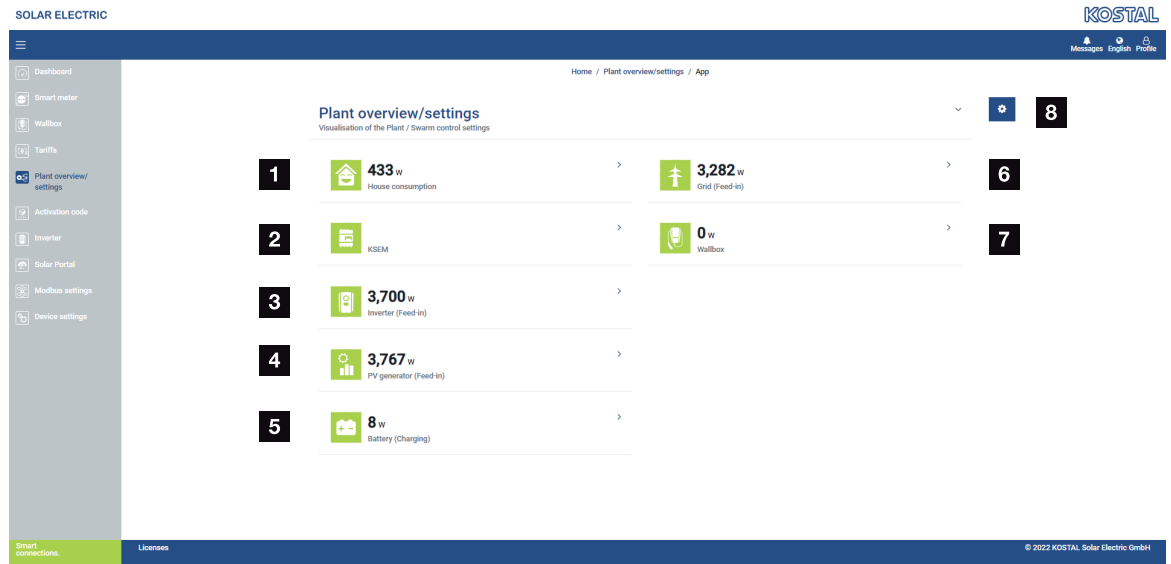 SOLAR ELECTRIC
KOSTAL
Messages English Profile
Dashboard
Smart meter
Wallbox
Tariffs
Plant overview/
settings
Activation code
Inverter
Solar Portal
Modbus settings
Device settings
Home / Plant overview/settings / App
Plant overview/settings
Visualisation of the Plant / Swarm control settings
8
1
433 w
House consumption
3,282 w
Grid (Feed-in)
6
2
KSEM
0 w
Wallbox
7
3
3,700 w
Inverter (Feed-in)
4
3,767 w
PV generator (Feed-in)
5
8 w
Battery (Charging)
Smart
connections.
Licenses
© 2022 KOSTAL Solar Electric GmbH